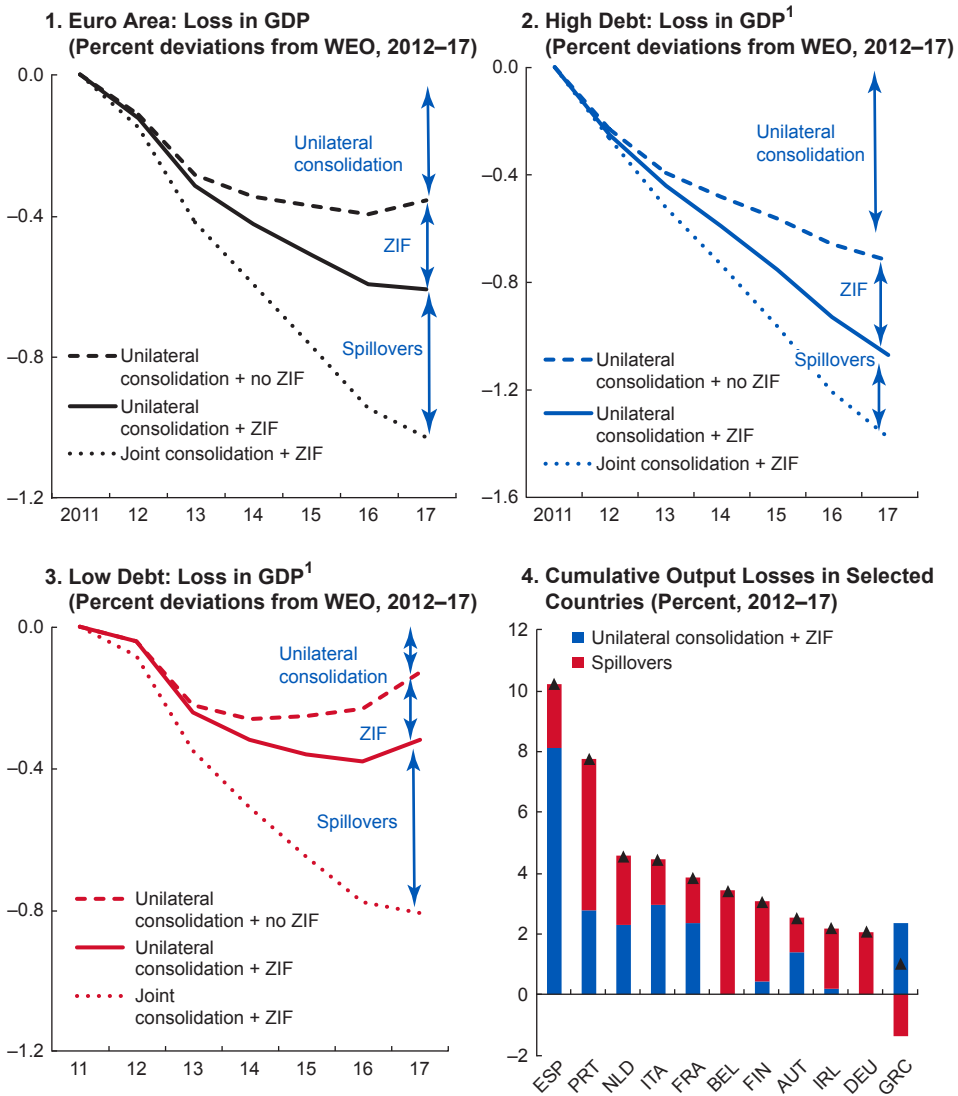 1. Euro Area: Loss in GDP
(Percent deviations from WEO, 2012–17)
0.0
–0.4
–0.8
–1.2
Unilateral
consolidation
ZIF
Spillovers
Unilateral
consolidation + no ZIF
Unilateral
consolidation + ZIF
Joint consolidation + ZIF
2011 12 13 14 15 16 17
2. High Debt: Loss in GDP1
(Percent deviations from WEO, 2012–17)
0.0
–0.4
–0.8
–1.2
–1.6
Unilateral
consolidation
ZIF
Spillovers
Unilateral
consolidation + no ZIF
Unilateral
consolidation + ZIF
Joint consolidation + ZIF
2011 12 13 14 15 16 17
3. Low Debt: Loss in GDP1
(Percent deviations from WEO, 2012–17)
0.0
–0.4
–0.8
–1.2
Unilateral
consolidation
ZIF
Spillovers
Unilateral
consolidation + no ZIF
Unilateral
consolidation + ZIF
Joint
consolidation + ZIF
11 12 13 14 15 16 17
4. Cumulative Output Losses in Selected
Countries (Percent, 2012–17)
12
10
8
6
4
2
0
–2
Unilateral consolidation + ZIF
Spillovers
ESP PRT NLD ITA FRA BEL FIN AUT IRL DEU GRC